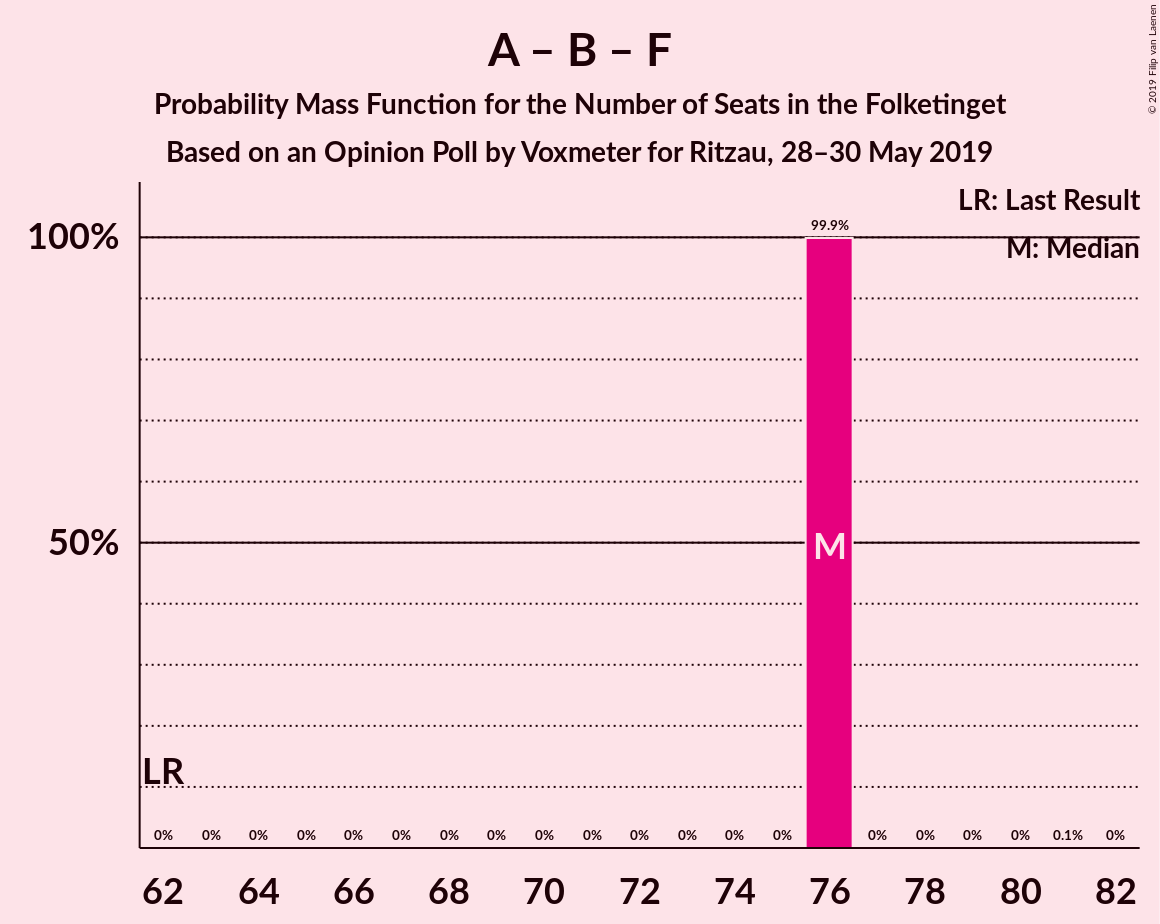 A – B – F
Probability Mass Function for the Number of Seats in the Folketinget
Based on an Opinion Poll by Voxmeter for Ritzau, 28–30 May 2019
© 2019 Filip van Laenen
LR: Last Result
M: Median
100%
50%
99.9%
M
LR
0% 0% 0% 0% 0% 0% 0% 0% 0% 0% 0% 0% 0% 0% 0% 0% 0% 0% 0.1% 0%
62 64 66 68 70 72 74 76 78 80 82